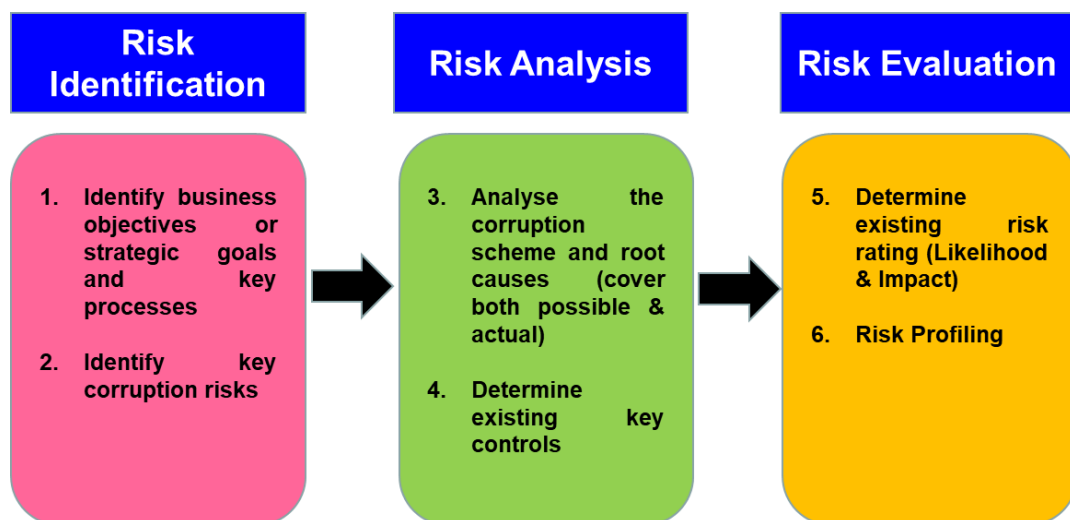 Risk
Identification
1. Identify business
objectives or
strategic goals
and key
processes
2. Identify key
corruption risks
Risk Analysis
3. Analyse the
corruption
scheme and root
causes (cover
both possible &
actual)
4. Determine
existing key
controls
Risk Evaluation
5. Determine
existing risk
rating (Likelihood
& Impact)
6. Risk Profiling